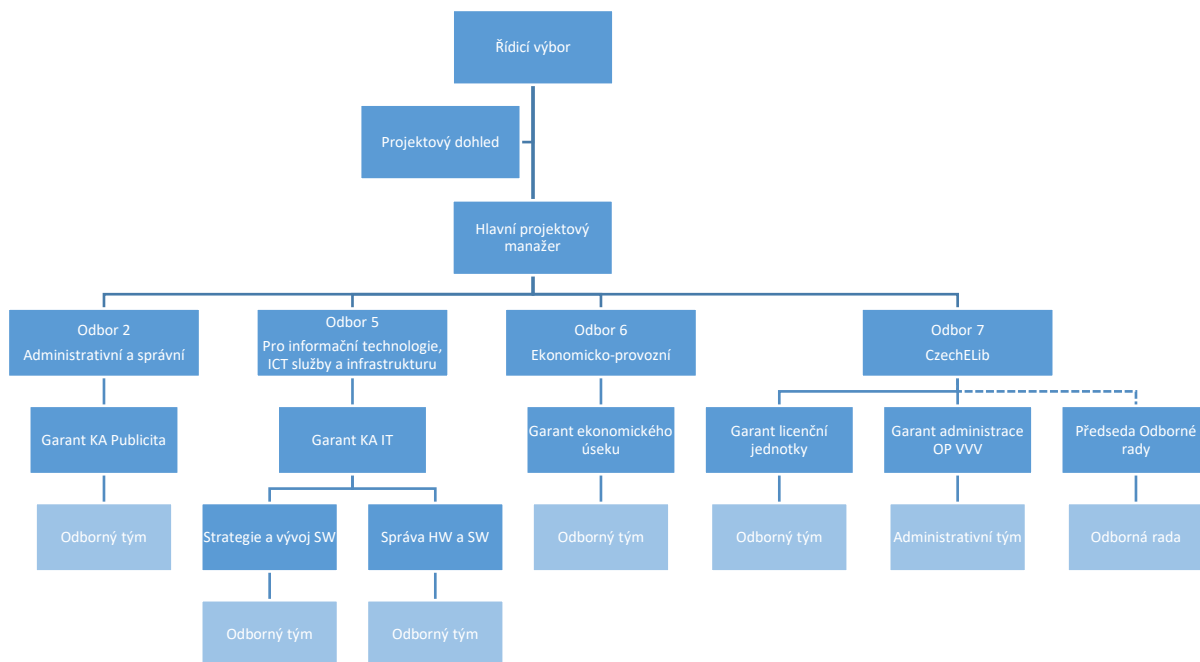 Řídicí výbor
Projektový dohled
Hlavní projektový
manažer
Odbor 2
Administrativní a správní
Odbor 5
Pro informační technologie,
ICT služby a infrastrukturu
Odbor 6
Ekonomicko-provozní
Odbor 7
CzechELib
Garant KA Publicita
Garant KA IT
Garant ekonomického
úseku
Garant licenční
jednotky
Garant administrace
OP VVV
Předseda Odborné
rady
Odborný tým
Strategie a vývoj SW
Správa HW a SW
Odborný tým
Odborný tým
Administrativní tým
Odborná rada
Odborný tým
Odborný tým